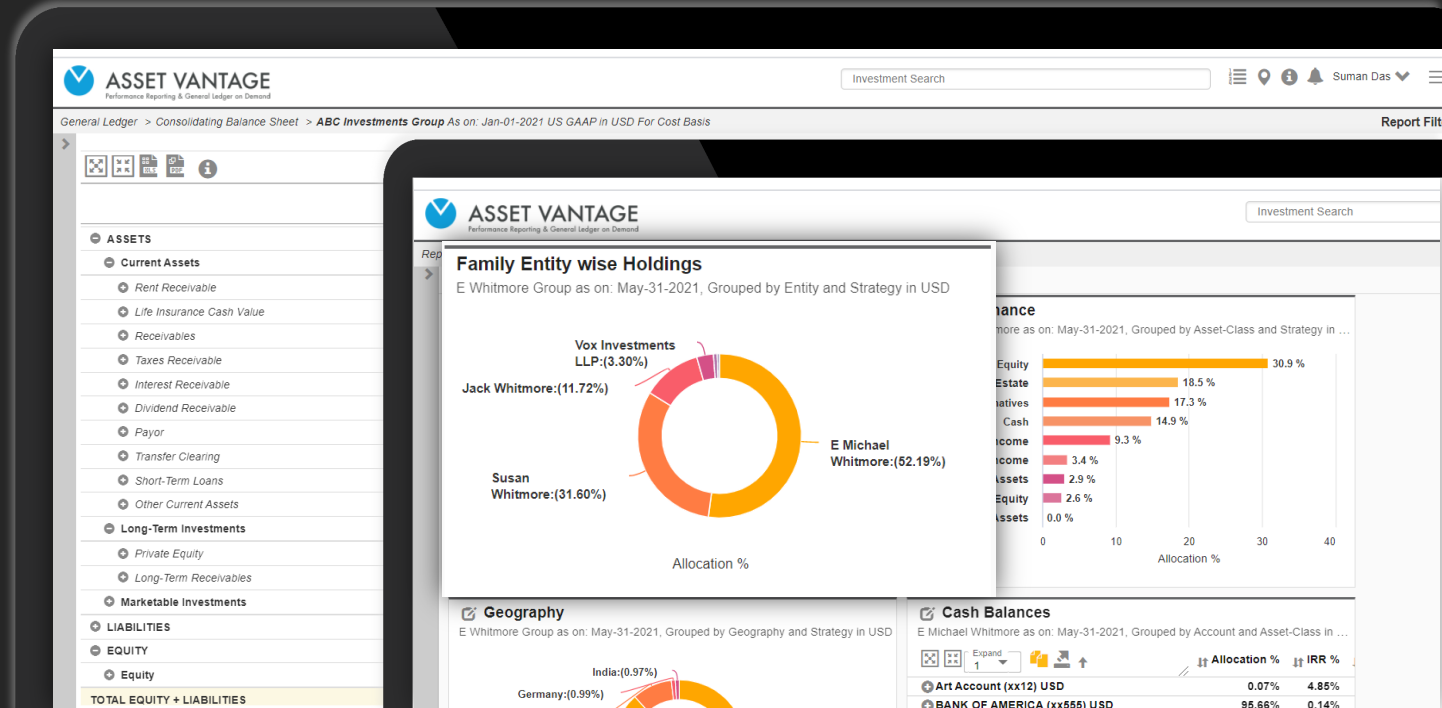 ASSET VANTAGE
Performance Reporting & General Ledger on Demand
Investment Search
Suman Das
General Ledger > Consolidating Balance Sheet > ABC Investments Group As on: Jan-01-2021 US GAAP in USD For Cost Basis
Report Filt
XLS
PDF
ASSETS
Current Assets
Rent Receivable
Life Insurance Cash Value
Receivables
Taxes Receivable
Interest Receivable
Dividend Receivable
Payor
Transfer Clearing
Short-Term Loans
Other Current Assets
Long-Term Investments
Private Equity
Long-Term Receivables
Marketable Investments
LIABILITIES
EQUITY
Equity
TOTAL EQUITY + LIABILITIES
ASSET VANTAGE
Performance Reporting & General Ledger on Demand
Investment Search
Rep
Family Entity wise Holdings
E Whitmore Group as on: May-31-2021, Grouped by Entity and Strategy in USD
Vox Investments
LLP:(3.30%)
Jack Whitmore:(11.72%)
E Michael
Whitmore:(52.19%)
Susan
Whitmore:(31.60%)
Allocation %
nance
more as on: May-31-2021, Grouped by Asset-Class and Strategy in ...
Equity 30.9 %
Estate 18.5 %
natives 17.3 %
Cash 14.9 %
ncome 9.3 %
ncome 3.4 %
Assets 2.9 %
Equity 2.6 %
Assets 0.0 %
0 10 20 30 40
Allocation %
Geography
E Whitmore Group as on: May-31-2021, Grouped by Geography and Strategy in USD
India:(0.97%)
Germany:(0.99%)
Cash Balances
E Michael Whitmore as on: May-31-2021, Grouped by Account and Asset-Class in ...
Expand
1
Allocation % IRR %
Art Account (xx12) USD 0.07% 4.85%
BANK OF AMERICA (xx555) USD 95.66% 0.14%